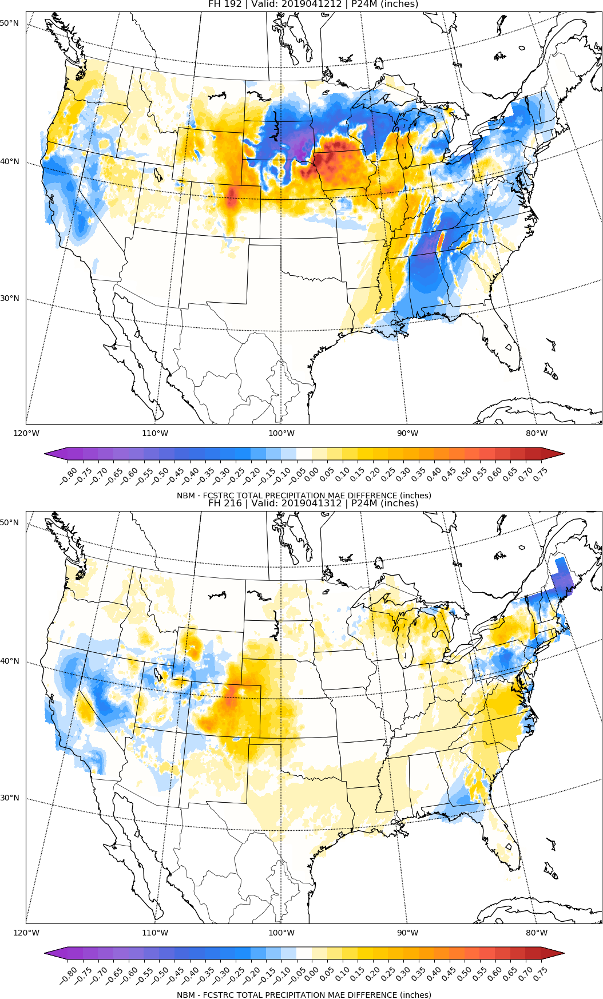 FH 192 | Valid: 2019041212 | P24M (inches)
50°N
40°N
30°N
120°W 110°W 100°W 90°W 80°W
−0.80 −0.75 −0.70 −0.65 −0.60 −0.55 −0.50 −0.45 −0.40 −0.35 −0.30 −0.25 −0.20 −0.15 −0.10 −0.05 0.00 0.05 0.10 0.15 0.20 0.25 0.30 0.35 0.40 0.45 0.50 0.55 0.60 0.65 0.70 0.75
NBM - FCSTRC TOTAL PRECIPITATION MAE DIFFERENCE (inches)
FH 216 | Valid: 2019041312 | P24M (inches)
50°N
40°N
30°N
120°W 110°W 100°W 90°W 80°W
−0.80 −0.75 −0.70 −0.65 −0.60 −0.55 −0.50 −0.45 −0.40 −0.35 −0.30 −0.25 −0.20 −0.15 −0.10 −0.05 0.00 0.05 0.10 0.15 0.20 0.25 0.30 0.35 0.40 0.45 0.50 0.55 0.60 0.65 0.70 0.75
NBM - FCSTRC TOTAL PRECIPITATION MAE DIFFERENCE (inches)